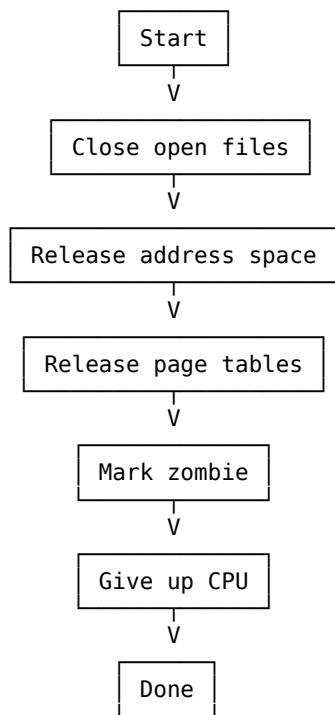 Start
V
Close open files
V
Release address space
V
Release page tables
V
Mark zombie
V
Give up CPU
V
Done